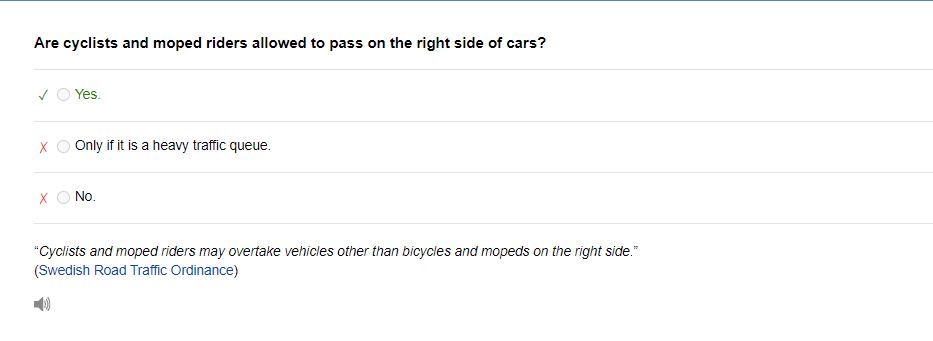 Are cyclists and moped riders allowed to pass on the right side of cars?
✓ Yes.
X Only if it is a heavy traffic queue.
X No.
“Cyclists and moped riders may overtake vehicles other than bicycles and mopeds on the right side.”
(Swedish Road Traffic Ordinance)